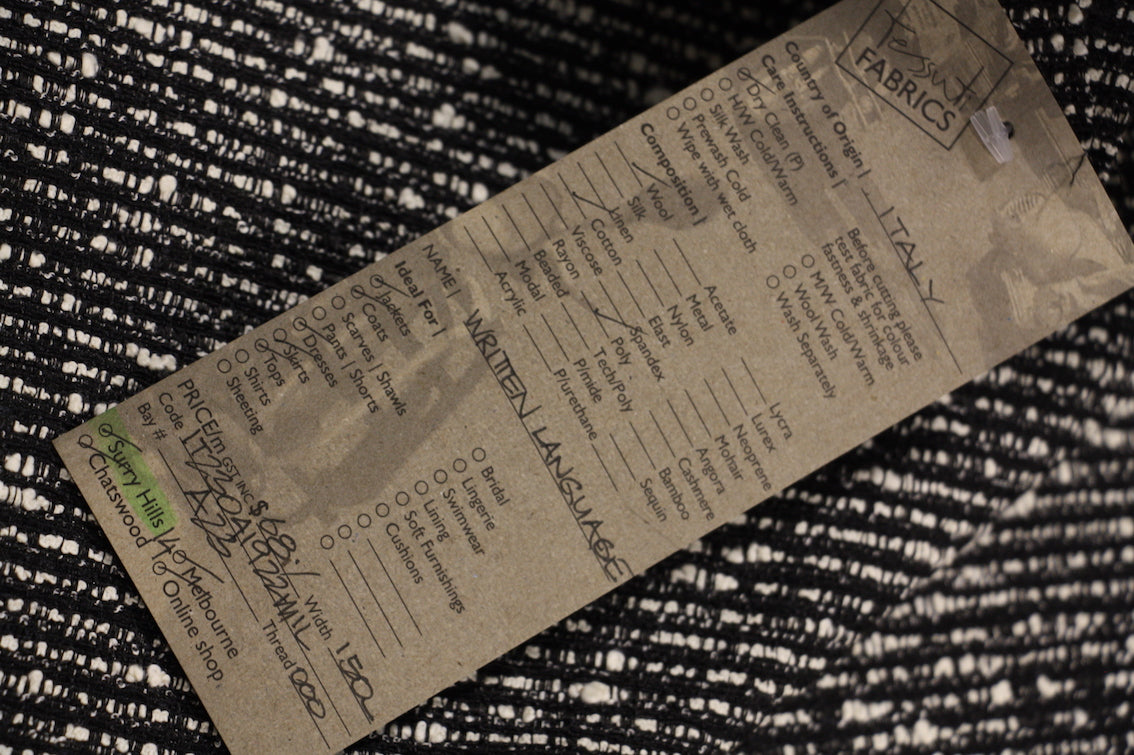 Tessuti
FABRICS
Country of Origin | ITALY
Care Instructions |
Before cutting please
test fabric for colour
fastness & shrinkage
Dry Clean (P)
H/W Cold/Warm
Silk Wash
Prewash Cold
Wipe with wet cloth
M/W Cold/Warm
Wool Wash
Wash Separately
Composition |
Wool
Silk
Linen
Cotton
Viscose
Rayon
Beaded
Modal
Acrylic
Acetate
Metal
Nylon
Elast
Spandex
Poly
Tech/Poly
P/mide
P/urethane
Lycra
Lurex
Neoprene
Mohair
Angora
Cashmere
Bamboo
Sequin
NAME | WRITTEN LANGUAGE
Ideal For |
Jackets
Coats
Scarves | Shawls
Pants | Shorts
Dresses
Skirts
Tops
Shirts
Sheeting
Bridal
Lingerie
Swimwear
Lining
Soft Furnishings
Cushions
PRICE/m GST INC $68./ Width 150
Code
Thread 000
Bay # A22
Surry Hills Melbourne
Chatswood Online shop